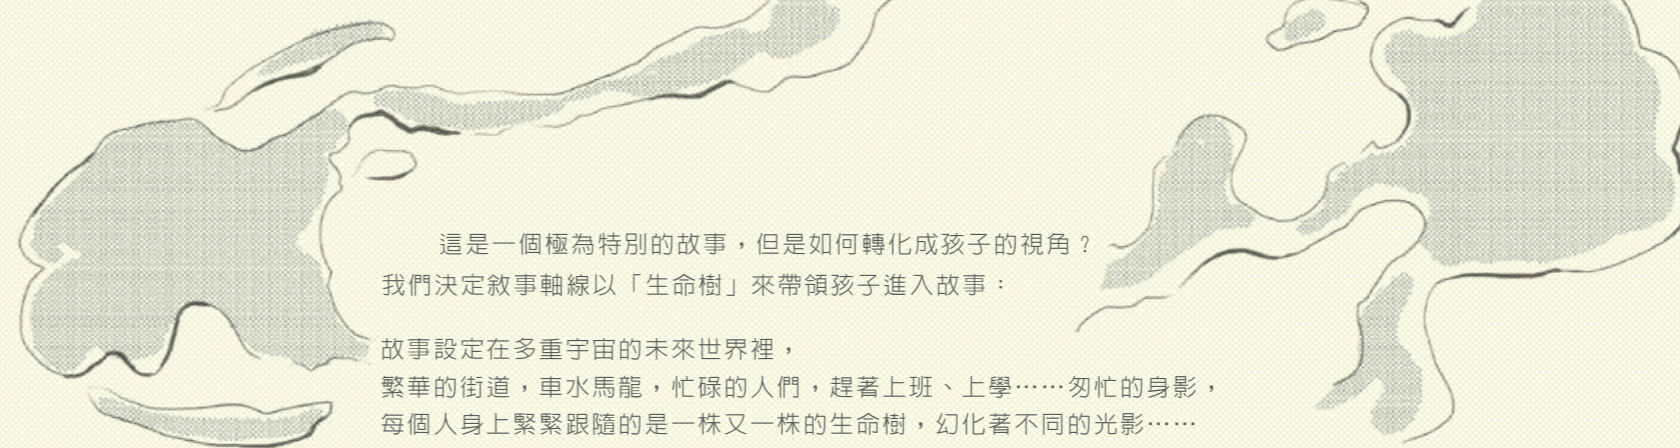 這是一個極為特別的故事，但是如何轉化成孩子的視角？
我們決定敘事軸線以「生命樹」來帶領孩子進入故事：
故事設定在多重宇宙的未來世界裡，
繁華的街道，車水馬龍，忙碌的人們，趕著上班、上學⋯⋯匆忙的身影，
每個人身上緊緊跟隨的是一株又一株的生命樹，幻化著不同的光影⋯⋯